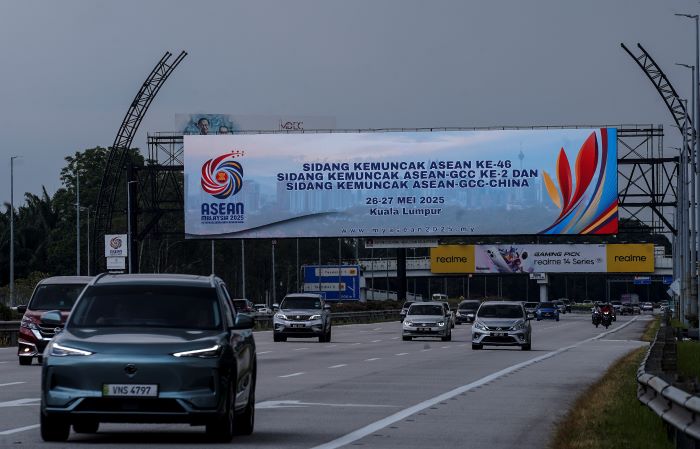 MDEC
SIDANG KEMUNCAK ASEAN KE-46
SIDANG KEMUNCAK ASEAN-GCC KE-2 DAN
SIDANG KEMUNCAK ASEAN-GCC-CHINA
26-27 MEI 2025
Kuala Lumpur
ASEAN
MALAYSIA 2025
www.myasean2025.my
realme
GAMING PICK
realme 14 Series
realme
ASEAN
VNS 4797